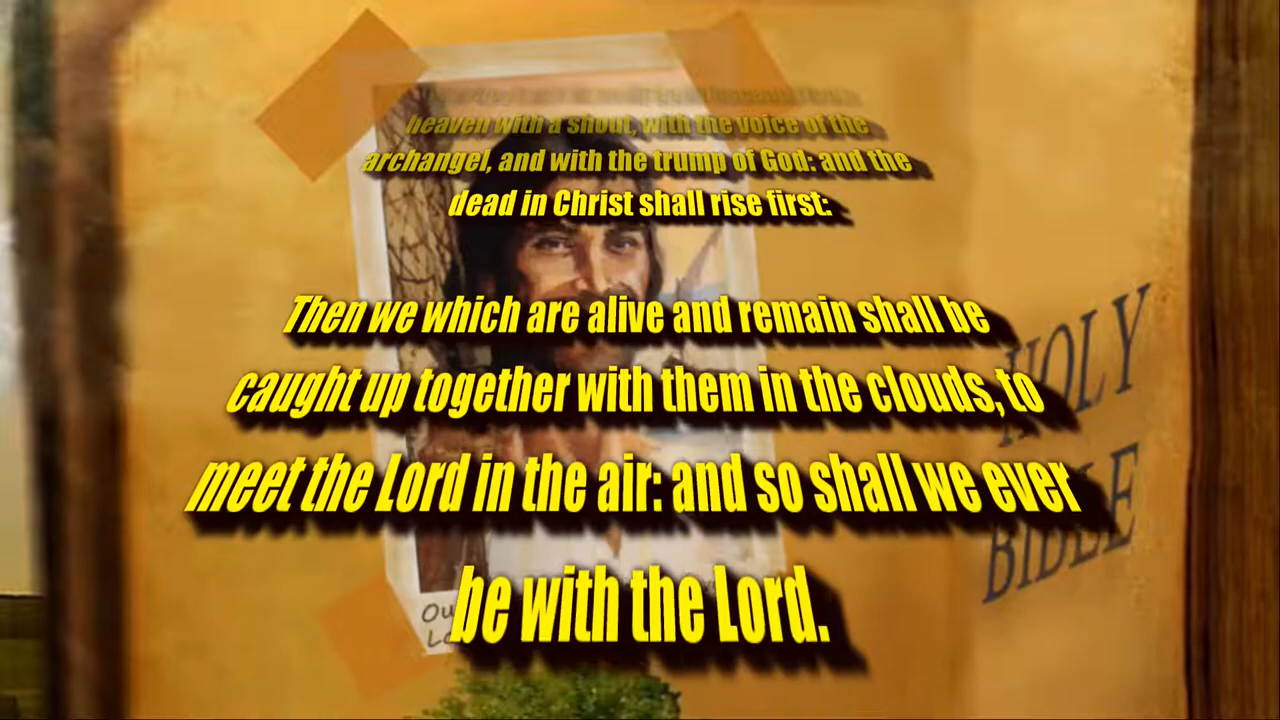 heaven with a shout, with the voice of the
archangel, and with the trump of God: and the
dead in Christ shall rise first:
Then we which are alive and remain shall be
caught up together with them in the clouds, to
meet the Lord in the air: and so shall we ever
be with the Lord.
HOLY
BIBLE